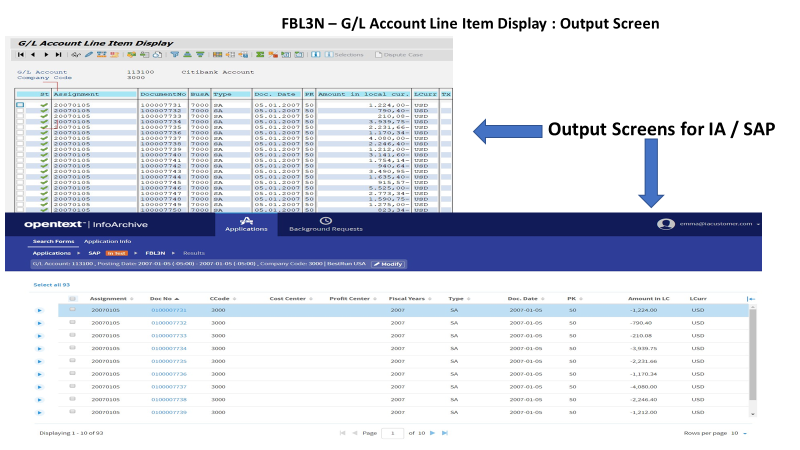 FBL3N – G/L Account Line Item Display : Output Screen
G/L Account Line Item Display
Selections Dispute Case
G/L Account 113100 Citibank Account
Company Code 3000
St Assignment DocumentNo BusA Type Doc. Date PK Amount in local cur. LCurr Tx
20070105 100007731 7000 SA 05.01.2007 50 1.224,00- USD
20070105 100007732 7000 SA 05.01.2007 50 790,40- USD
20070105 100007733 7000 SA 05.01.2007 50 210,08- USD
20070105 100007734 7000 SA 05.01.2007 50 3.939,75- USD
20070105 100007735 7000 SA 05.01.2007 50 2.231,66- USD
20070105 100007736 7000 SA 05.01.2007 50 1.170,34- USD
20070105 100007737 7000 SA 05.01.2007 50 4.080,00- USD
20070105 100007738 7000 SA 05.01.2007 50 2.246,40- USD
20070105 100007739 7000 SA 05.01.2007 50 1.212,00- USD
20070105 100007740 7000 SA 05.01.2007 50 3.141,60- USD
20070105 100007741 7000 SA 05.01.2007 50 1.754,14- USD
20070105 100007742 7000 SA 05.01.2007 50 940,64- USD
20070105 100007743 7000 SA 05.01.2007 50 3.490,95- USD
20070105 100007744 7000 SA 05.01.2007 50 1.635,40- USD
20070105 100007745 7000 SA 05.01.2007 50 915,57- USD
20070105 100007746 7000 SA 05.01.2007 50 5.525,00- USD
20070105 100007747 7000 SA 05.01.2007 50 2.773,34- USD
20070105 100007748 7000 SA 05.01.2007 50 1.590,75- USD
20070105 100007749 7000 SA 05.01.2007 50 1.275,00- USD
20070105 100007750 7000 SA 05.01.2007 50 823,34- USD
Output Screens for IA / SAP
opentext™ | InfoArchive
Applications
Background Requests
emma@iacustomer.com
Search Forms Application Info
Applications SAP In Test FBL3N Results
G/L Account: 113100 , Posting Date: 2007-01-05 (-05:00) - 2007-01-05 (-05:00) , Company Code: 3000 | BestRun USA Modify
Select all 93
Assignment Doc No CCode Cost Center Profit Center Fiscal Years Type Doc. Date PK Amount in LC LCurr
20070105 0100007731 3000 2007 SA 2007-01-05 50 -1,224.00 USD
20070105 0100007732 3000 2007 SA 2007-01-05 50 -790.40 USD
20070105 0100007733 3000 2007 SA 2007-01-05 50 -210.08 USD
20070105 0100007734 3000 2007 SA 2007-01-05 50 -3,939.75 USD
20070105 0100007735 3000 2007 SA 2007-01-05 50 -2,231.66 USD
20070105 0100007736 3000 2007 SA 2007-01-05 50 -1,170.34 USD
20070105 0100007737 3000 2007 SA 2007-01-05 50 -4,080.00 USD
20070105 0100007738 3000 2007 SA 2007-01-05 50 -2,246.40 USD
20070105 0100007739 3000 2007 SA 2007-01-05 50 -1,212.00 USD
Displaying 1 - 10 of 93
Page 1 of 10
Rows per page 10